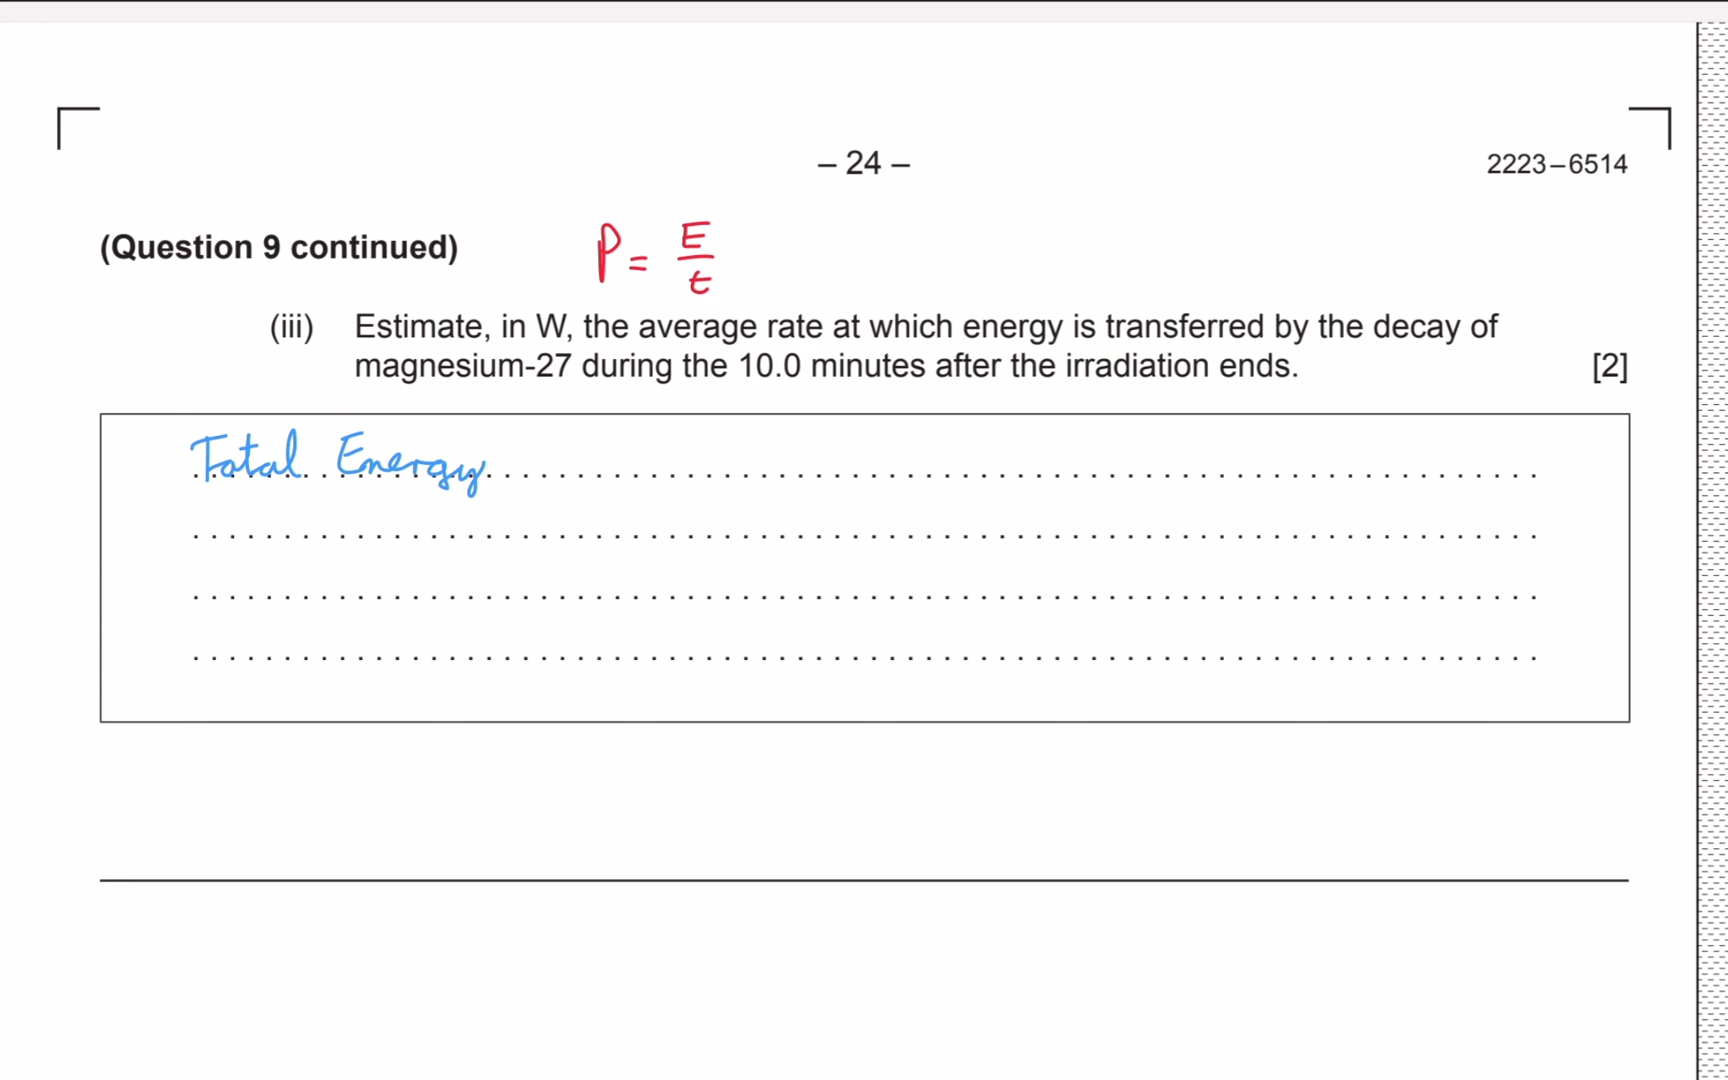 – 24 –
2223–6514
(Question 9 continued)
P = E/t
(iii) Estimate, in W, the average rate at which energy is transferred by the decay of
magnesium-27 during the 10.0 minutes after the irradiation ends. [2]
Total Energy